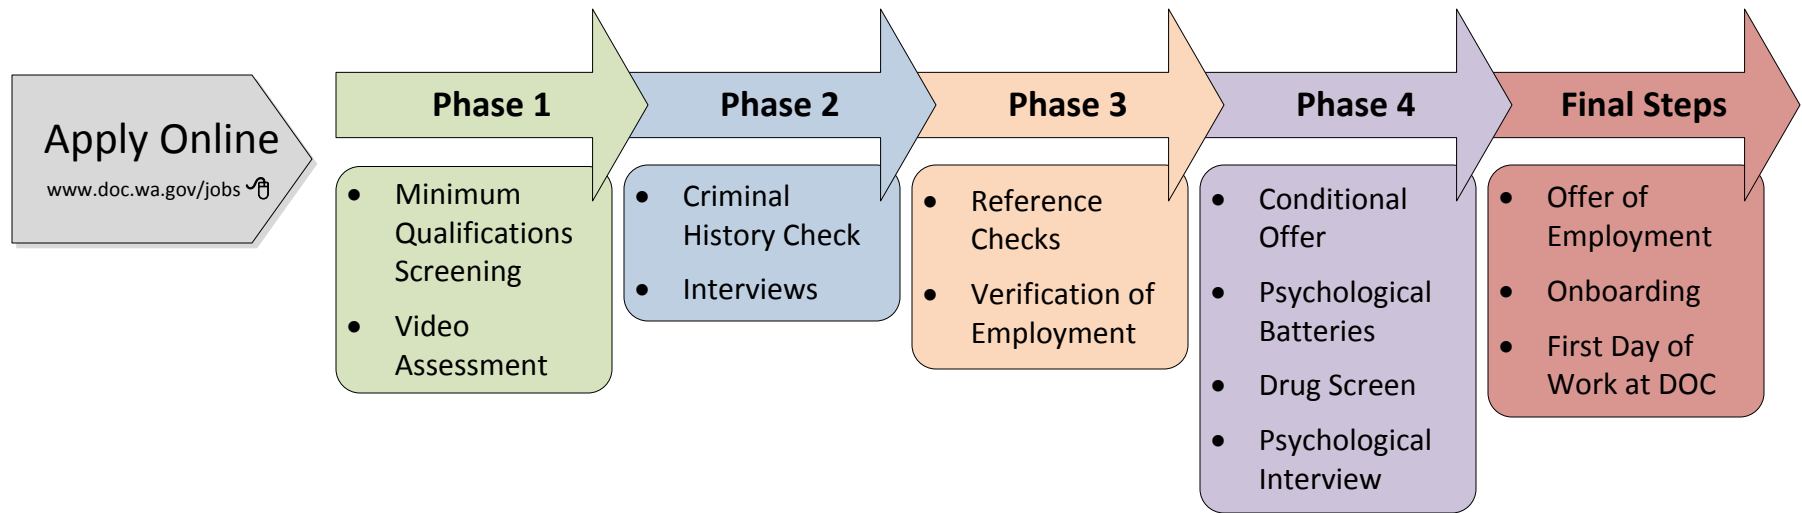 Apply Online
www.doc.wa.gov/jobs
Phase 1
• Minimum
Qualifications
Screening
• Video
Assessment
Phase 2
• Criminal
History Check
• Interviews
Phase 3
• Reference
Checks
• Verification of
Employment
Phase 4
• Conditional
Offer
• Psychological
Batteries
• Drug Screen
• Psychological
Interview
Final Steps
• Offer of
Employment
• Onboarding
• First Day of
Work at DOC